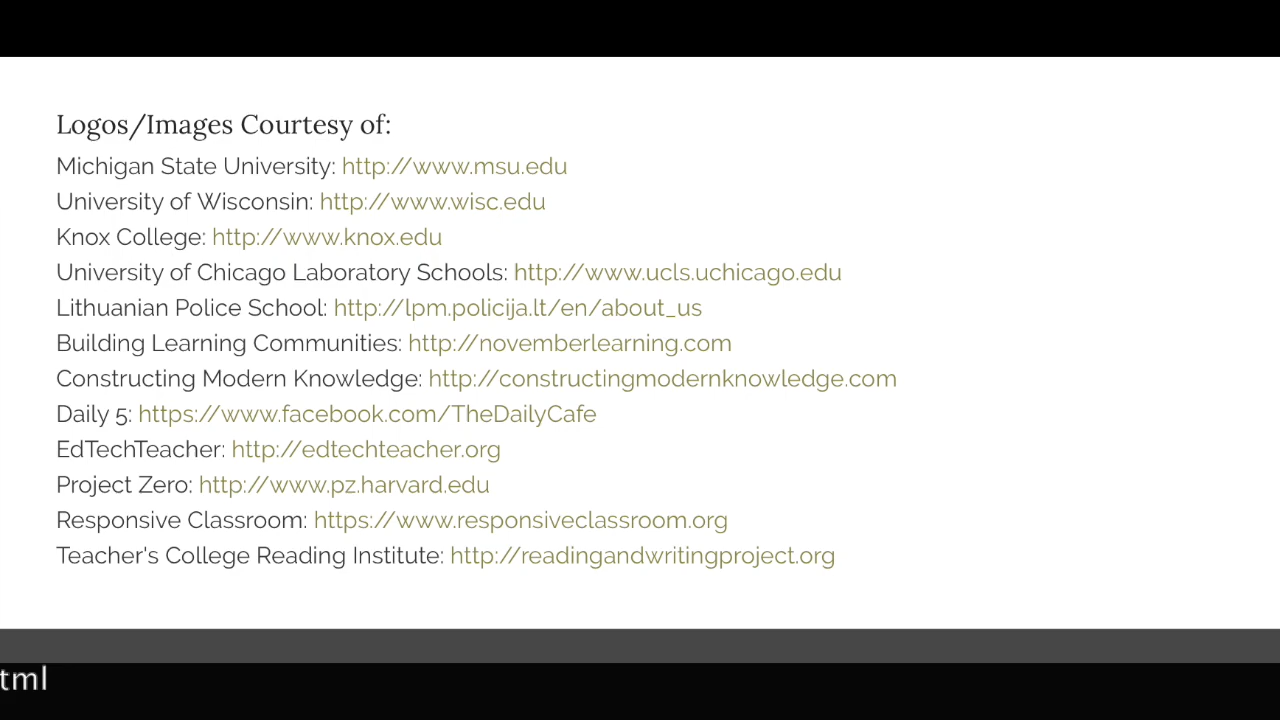 Logos/Images Courtesy of:
Michigan State University: http://www.msu.edu
University of Wisconsin: http://www.wisc.edu
Knox College: http://www.knox.edu
University of Chicago Laboratory Schools: http://www.ucls.uchicago.edu
Lithuanian Police School: http://lpm.policija.lt/en/about_us
Building Learning Communities: http://novemberlearning.com
Constructing Modern Knowledge: http://constructingmodernknowledge.com
Daily 5: https://www.facebook.com/TheDailyCafe
EdTechTeacher: http://edtechteacher.org
Project Zero: http://www.pz.harvard.edu
Responsive Classroom: https://www.responsiveclassroom.org
Teacher's College Reading Institute: http://readingandwritingproject.org
tml